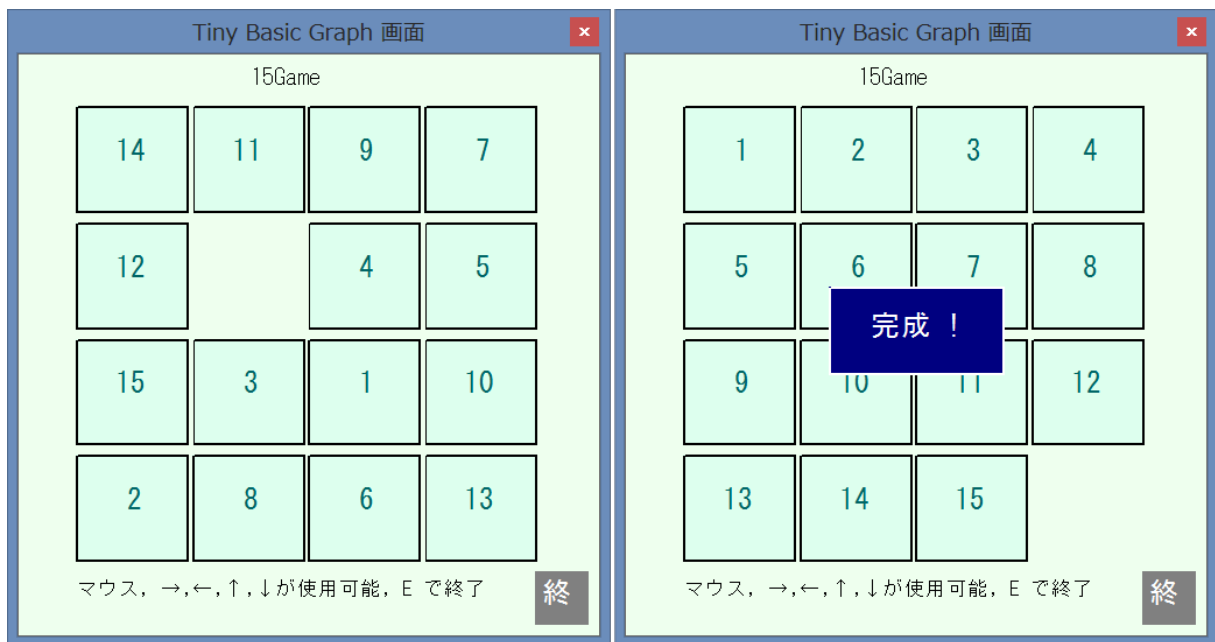 Tiny Basic Graph 画面
x
15Game
14 11 9 7
12 4 5
15 3 1 10
2 8 6 13
マウス, →,←,↑,↓が使用可能, E で終了
終
Tiny Basic Graph 画面
x
15Game
1 2 3 4
5 6 7 8
完成 !
9 10 11 12
13 14 15
マウス, →,←,↑,↓が使用可能, E で終了
終